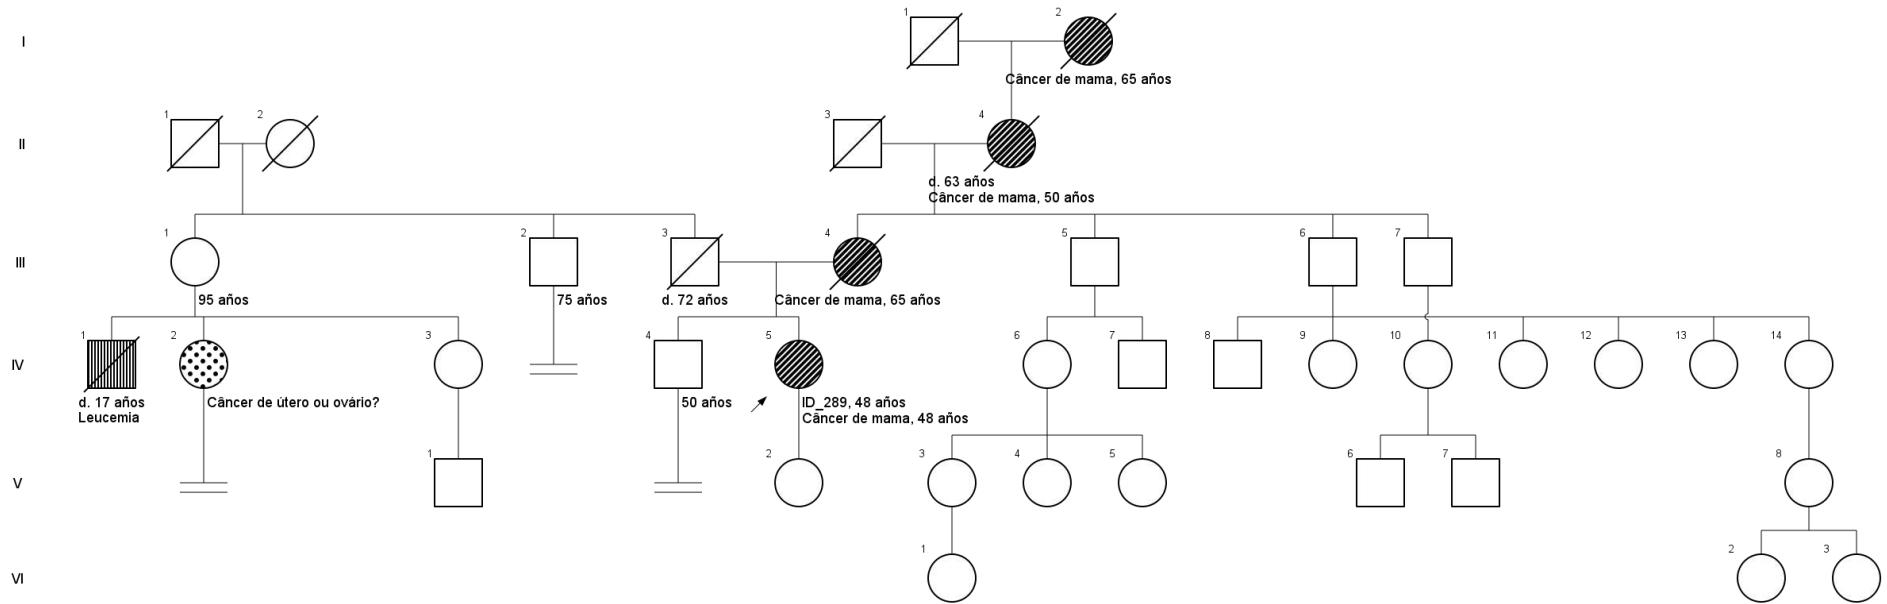 1
2
I
Câncer de mama, 65 años
1
2
3
4
II
d. 63 años
Câncer de mama, 50 años
1
2
3
4
5
6
7
III
95 años
75 años
d. 72 años
Câncer de mama, 65 años
1
2
3
4
5
6
7
8
9
10
11
12
13
14
IV
d. 17 años
Leucemia
Câncer de útero ou ovário?
50 años
ID_289, 48 años
Câncer de mama, 48 años
1
2
3
4
5
6
7
8
V
1
2
3
VI